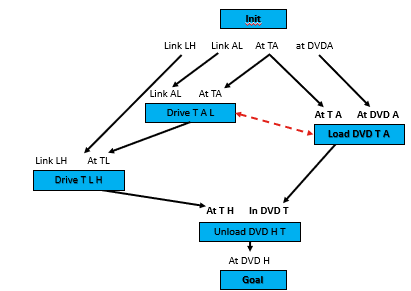 Init
Link LH Link AL At TA at DVDA
Link AL At TA
Drive T A L
At T A At DVD A
Load DVD T A
Link LH At TL
Drive T L H
At T H In DVD T
Unload DVD H T
At DVD H
Goal